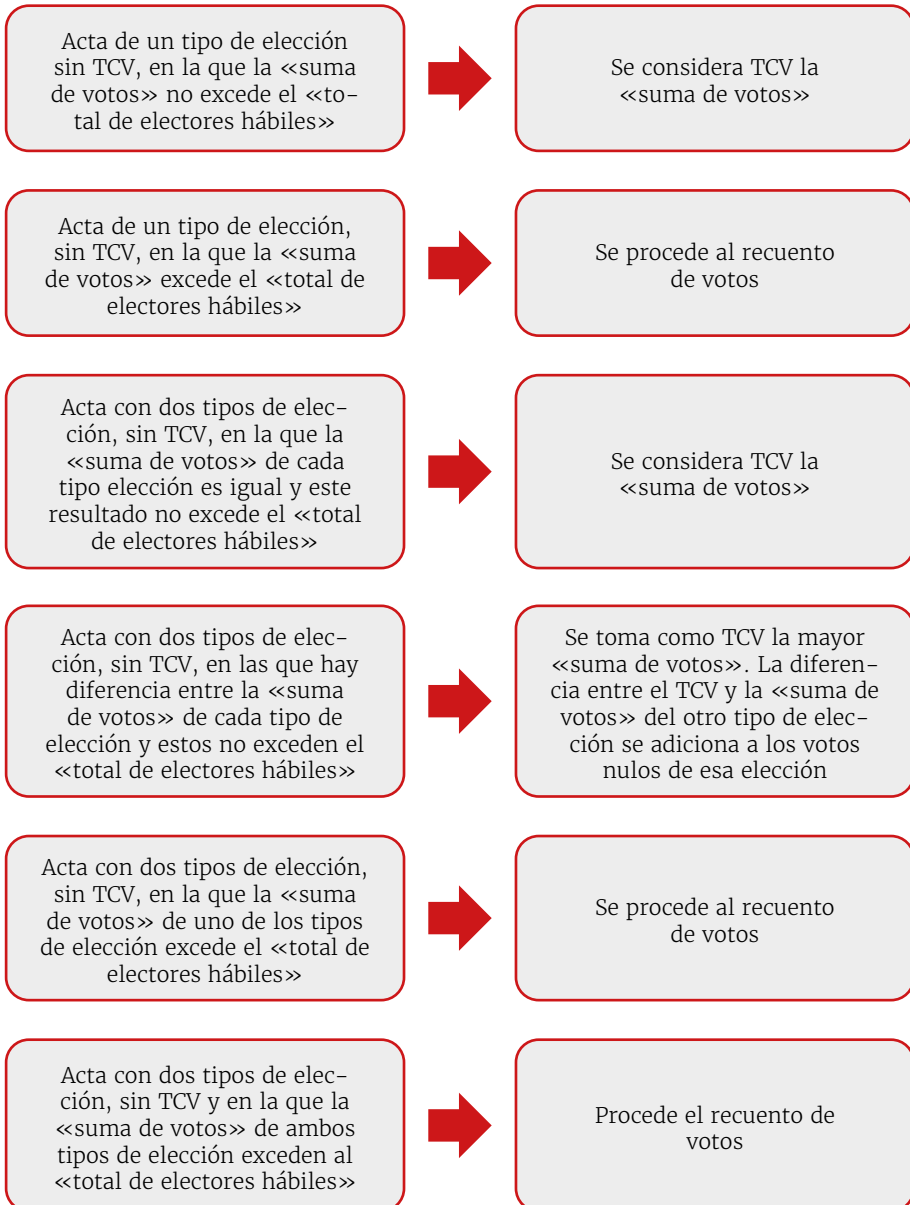 Acta de un tipo de elección
sin TCV, en la que la «suma
de votos» no excede el «to-
tal de electores hábiles»
Se considera TCV la
«suma de votos»
Acta de un tipo de elección,
sin TCV, en la que la «suma
de votos» excede el «total de
electores hábiles»
Se procede al recuento
de votos
Acta con dos tipos de elec-
ción, sin TCV, en la que la
«suma de votos» de cada
tipo elección es igual y este
resultado no excede el «total
de electores hábiles»
Se considera TCV la
«suma de votos»
Acta con dos tipos de elec-
ción, sin TCV, en las que hay
diferencia entre la «suma
de votos» de cada tipo de
elección y estos no exceden el
«total de electores hábiles»
Se toma como TCV la mayor
«suma de votos». La diferen-
cia entre el TCV y la «suma de
votos» del otro tipo de elec-
ción se adiciona a los votos
nulos de esa elección
Acta con dos tipos de elección,
sin TCV, en la que la «suma
de votos» de uno de los tipos
de elección excede el «total de
electores hábiles»
Se procede al recuento
de votos
Acta con dos tipos de elec-
ción, sin TCV y en la que la
«suma de votos» de ambos
tipos de elección exceden al
«total de electores hábiles»
Procede el recuento de
votos